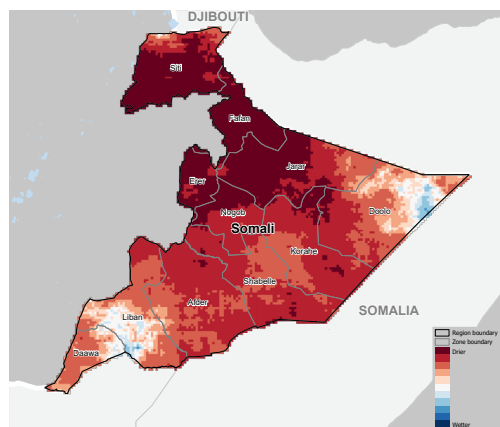 DJIBOUTI
Siti
Fafan
Jarar
Erer
Nogob
Doolo
Somali
Korahe
Shabelle
Afder
SOMALIA
Liban
Daawa
Region boundary
Zone boundary
Drier
Wetter